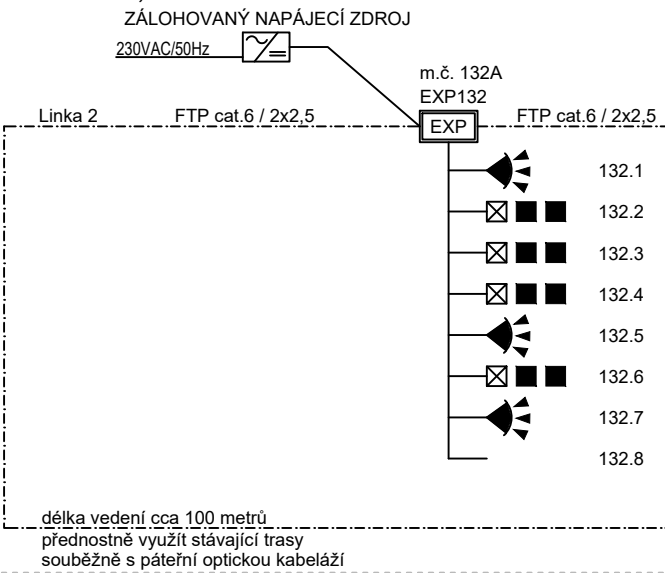 ZÁLOHOVANÝ NAPÁJECÍ ZDROJ
230VAC/50Hz
m.č. 132A
EXP132
Linka 2 FTP cat.6 / 2x2,5 EXP FTP cat.6 / 2x2,5
132.1
132.2
132.3
132.4
132.5
132.6
132.7
132.8
délka vedení cca 100 metrů
přednostně využít stávající trasy
souběžně s páteřní optickou kabeláží